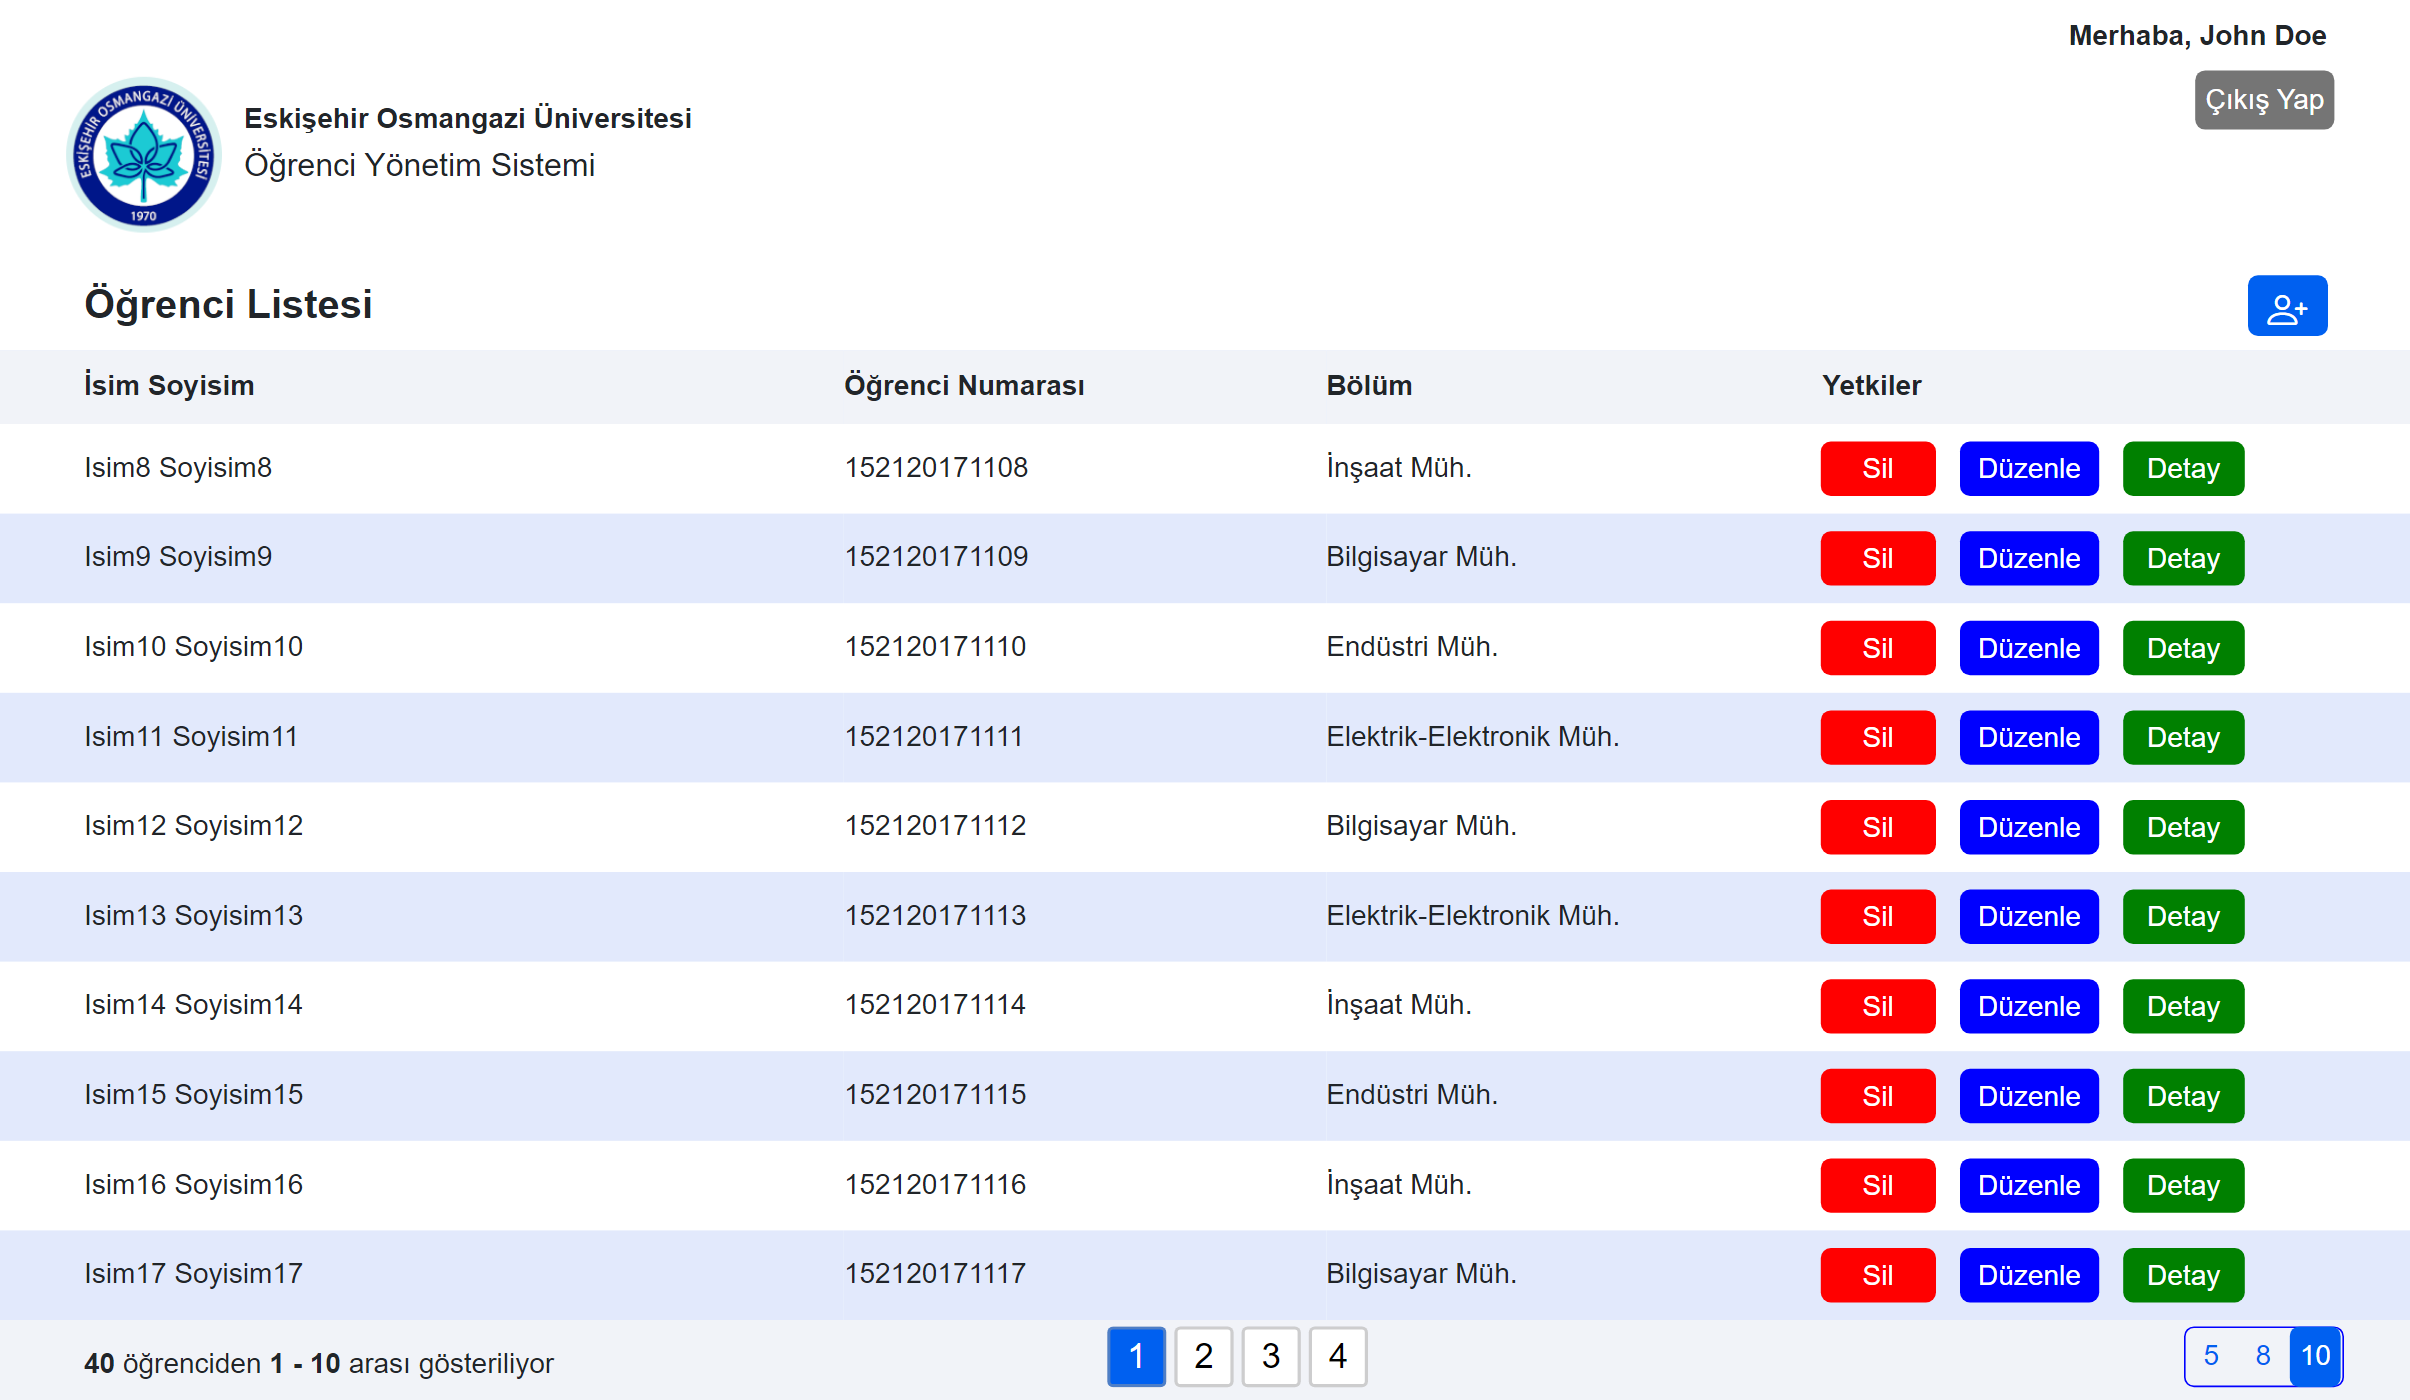 Merhaba, John Doe
Çıkış Yap
ESKİŞEHİR OSMANGAZİ ÜNİVERSİTESİ
1970
Eskişehir Osmangazi Üniversitesi
Öğrenci Yönetim Sistemi
Öğrenci Listesi
İsim Soyisim Öğrenci Numarası Bölüm Yetkiler
Isim8 Soyisim8 152120171108 İnşaat Müh. Sil Düzenle Detay
Isim9 Soyisim9 152120171109 Bilgisayar Müh. Sil Düzenle Detay
Isim10 Soyisim10 152120171110 Endüstri Müh. Sil Düzenle Detay
Isim11 Soyisim11 152120171111 Elektrik-Elektronik Müh. Sil Düzenle Detay
Isim12 Soyisim12 152120171112 Bilgisayar Müh. Sil Düzenle Detay
Isim13 Soyisim13 152120171113 Elektrik-Elektronik Müh. Sil Düzenle Detay
Isim14 Soyisim14 152120171114 İnşaat Müh. Sil Düzenle Detay
Isim15 Soyisim15 152120171115 Endüstri Müh. Sil Düzenle Detay
Isim16 Soyisim16 152120171116 İnşaat Müh. Sil Düzenle Detay
Isim17 Soyisim17 152120171117 Bilgisayar Müh. Sil Düzenle Detay
40 öğrenciden 1 - 10 arası gösteriliyor 1 2 3 4 5 8 10